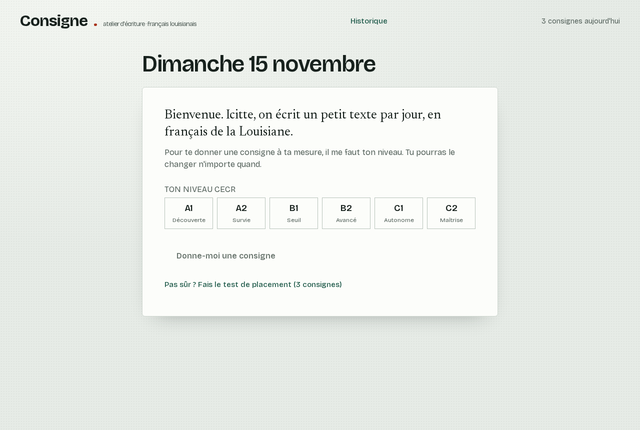 Consigne. atelier d'écriture · français louisianais
Historique
3 consignes aujourd'hui
Dimanche 15 novembre
Bienvenue. Icitte, on écrit un petit texte par jour, en
français de la Louisiane.
Pour te donner une consigne à ta mesure, il me faut ton niveau. Tu pourras le
changer n'importe quand.
TON NIVEAU CECR
A1 A2 B1 B2 C1 C2
Découverte Survie Seuil Avancé Autonome Maîtrise
Donne-moi une consigne
Pas sûr ? Fais le test de placement (3 consignes)